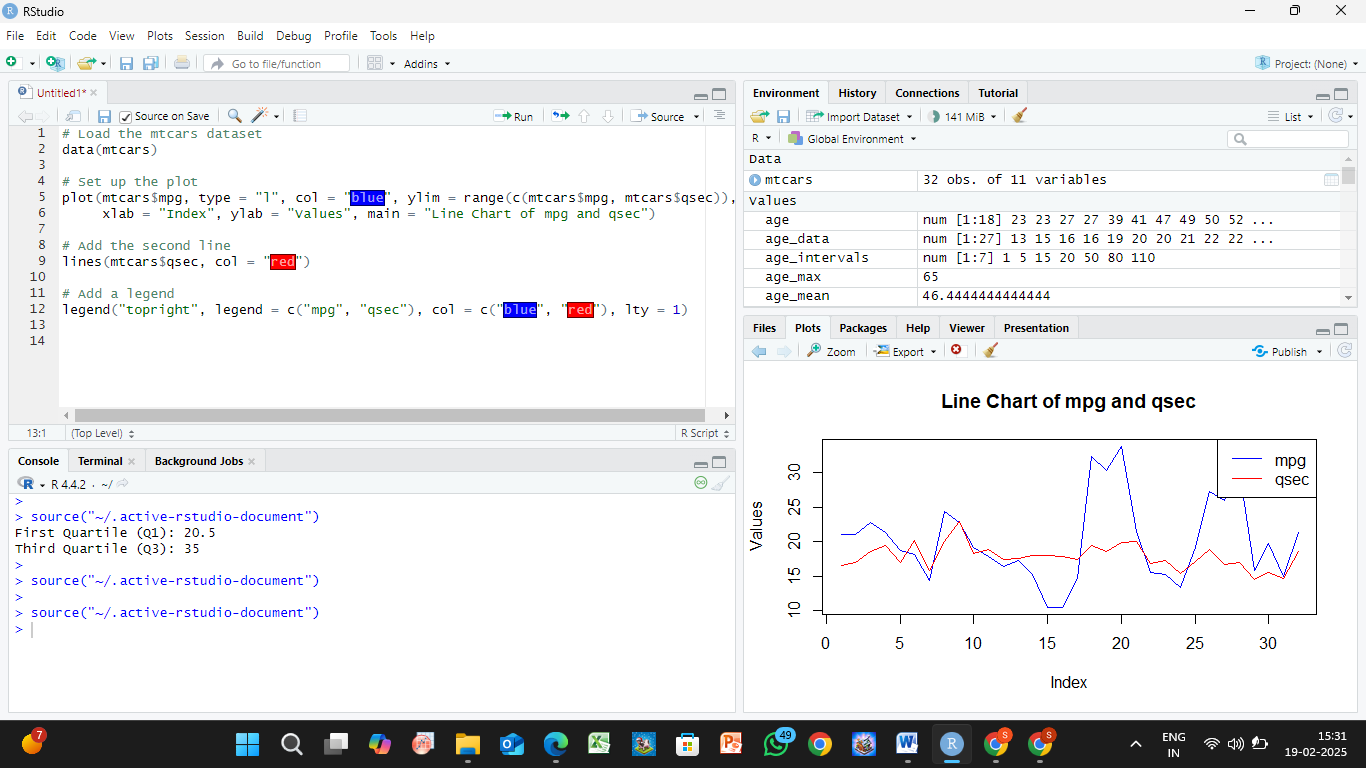 RStudio
File Edit Code View Plots Session Build Debug Profile Tools Help
Go to file/function
Addins
Project: (None)
Untitled1*
Source on Save
Run
Source
1 # Load the mtcars dataset
2 data(mtcars)
3
4 # Set up the plot
5 plot(mtcars$mpg, type = "l", col = "blue", ylim = range(c(mtcars$mpg, mtcars$qsec)),
6 xlab = "Index", ylab = "Values", main = "Line Chart of mpg and qsec")
7
8 # Add the second line
9 lines(mtcars$qsec, col = "red")
10
11 # Add a legend
12 legend("topright", legend = c("mpg", "qsec"), col = c("blue", "red"), lty = 1)
13
14
13:1 (Top Level) R Script
Console Terminal Background Jobs
R 4.4.2 · ~/
>
> source("~/.active-rstudio-document")
First Quartile (Q1): 20.5
Third Quartile (Q3): 35
>
> source("~/.active-rstudio-document")
>
> source("~/.active-rstudio-document")
>
Environment History Connections Tutorial
Import Dataset 141 MiB List
R Global Environment
Data
mtcars 32 obs. of 11 variables
Values
age num [1:18] 23 23 27 27 39 41 47 49 50 52 ...
age_data num [1:27] 13 15 16 16 19 20 20 21 22 22 ...
age_intervals num [1:7] 1 5 15 20 50 80 110
age_max 65
age_mean 46.4444444444444
Files Plots Packages Help Viewer Presentation
Zoom Export Publish
Line Chart of mpg and qsec
mpg
qsec
Values
30
25
20
15
10
0 5 10 15 20 25 30
Index
7
49
S
S
ENG
IN
15:31
19-02-2025